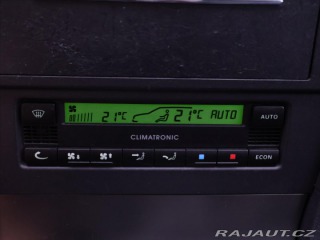 21°C 21°C AUTO
AUTO
CLIMATRONIC
ECON
RAJAUT.CZ